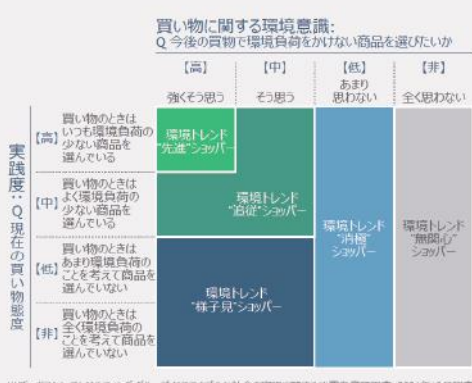 買い物に関する環境意識:
Q 今後の買物で環境負荷をかけない商品を選びたいか
【高】
【中】
【低】
【非】
強くそう思う
そう思う
あまり
思わない
全く思わない
実践度:Q現在の買い物態度
【高】
買い物のときは
いつも環境負荷の
少ない商品を
選んでいる
環境トレンド
"先進"ショッパー
【中】
買い物のときは
よく環境負荷の
少ない商品を
選んでいる
環境トレンド
"追従"ショッパー
【低】
買い物のときは
あまり環境負荷の
ことを考えて商品を
選んでいない
環境トレンド
"様子見"ショッパー
【非】
買い物のときは
全く環境負荷の
ことを考えて商品を
選んでいない
環境トレンド
"消極"
ショッパー
環境トレンド
"無関心"
ショッパー